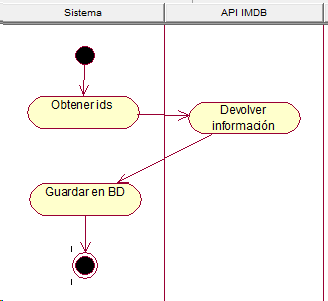 Sistema
API IMDB
Obtener ids
Devolver
información
Guardar en BD